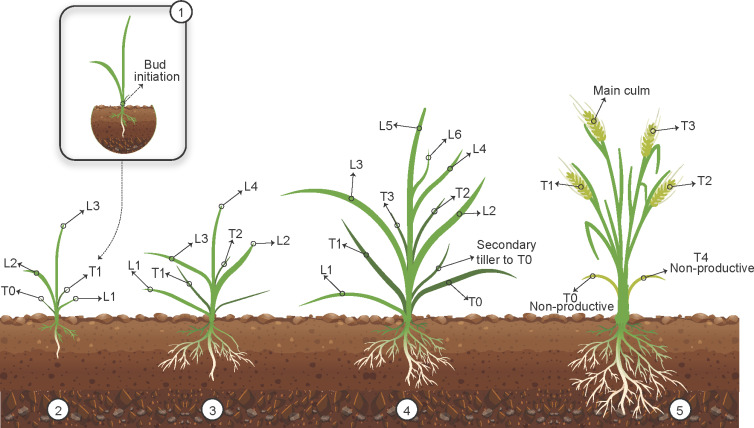 1
Bud
initiation
L3
L2
T1
T0
L1
2
L4
L3
T2
L2
T1
L1
3
L5
L6
L3
L4
T3
T2
L2
T1
Secondary
tiller to T0
L1
T0
4
Main culm
T3
T1
T2
T4
Non-productive
T0
Non-productive
5